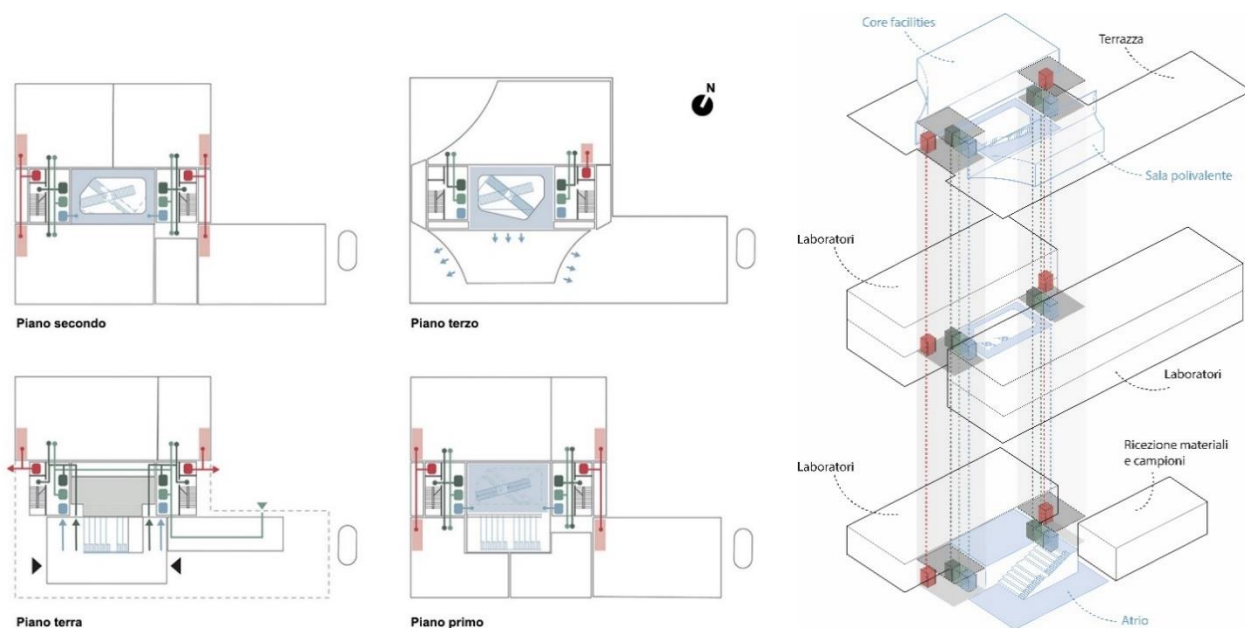 N
Piano secondo
Piano terzo
Piano terra
Piano primo
Core facilities
Terrazza
Sala polivalente
Laboratori
Laboratori
Laboratori
Ricezione materiali
e campioni
Atrio